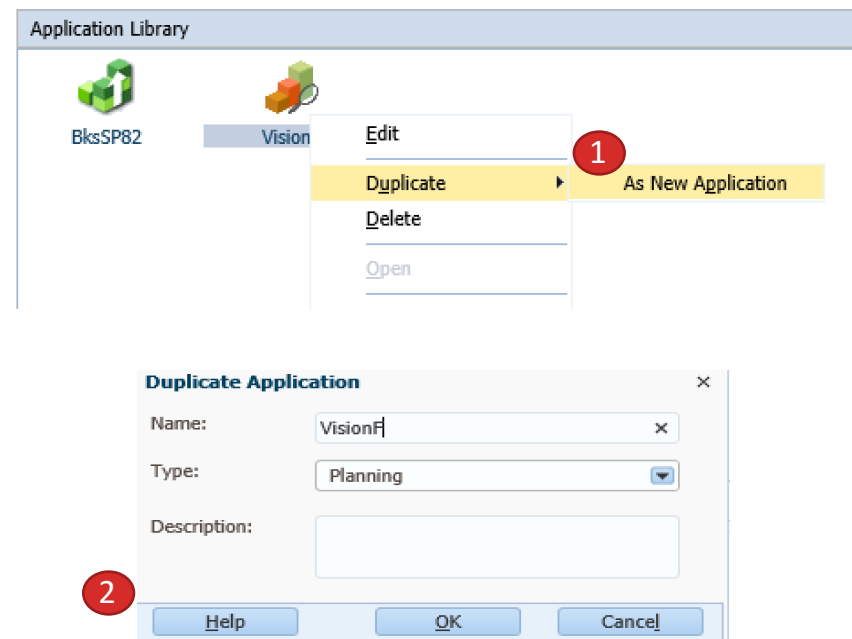 Application Library
BksSP82
Vision
Edit
1
Duplicate
As New Application
Delete
Open
Duplicate Application
Name:
VisionF
Type:
Planning
Description:
2
Help
OK
Cancel